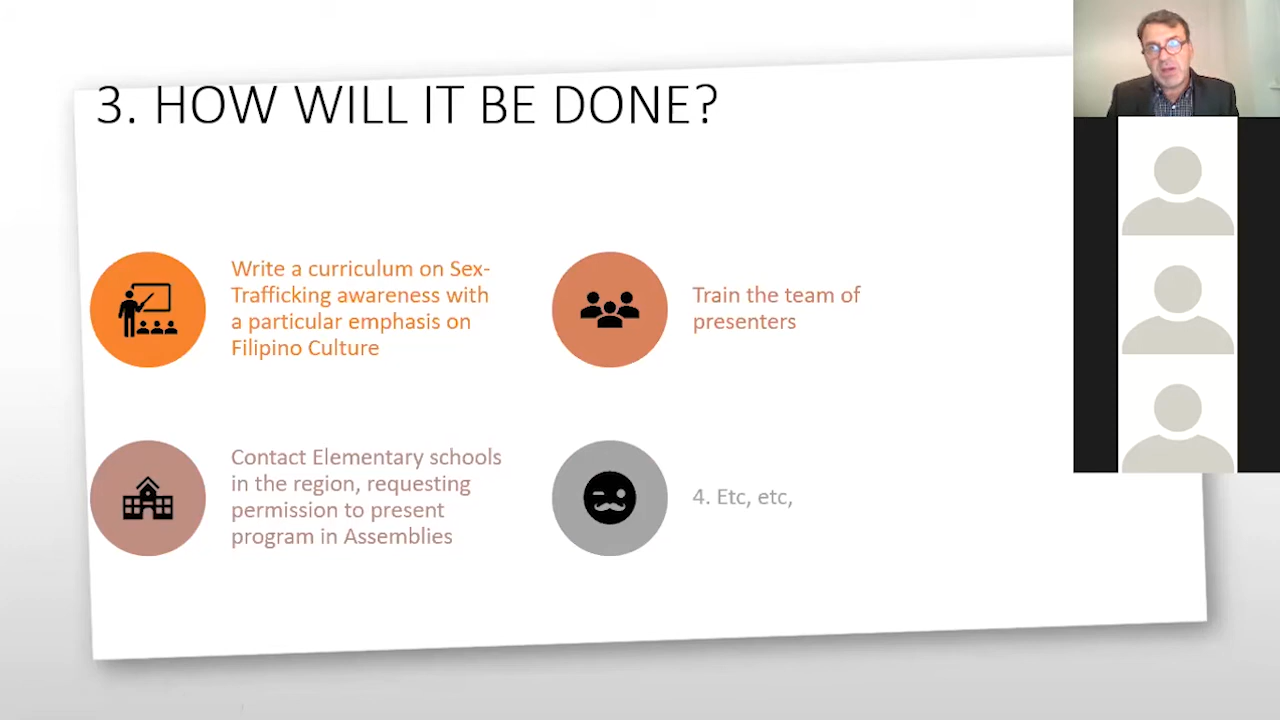 3. HOW WILL IT BE DONE?
Write a curriculum on Sex-
Trafficking awareness with
a particular emphasis on
Filipino Culture
Train the team of
presenters
Contact Elementary schools
in the region, requesting
permission to present
program in Assemblies
4. Etc, etc,